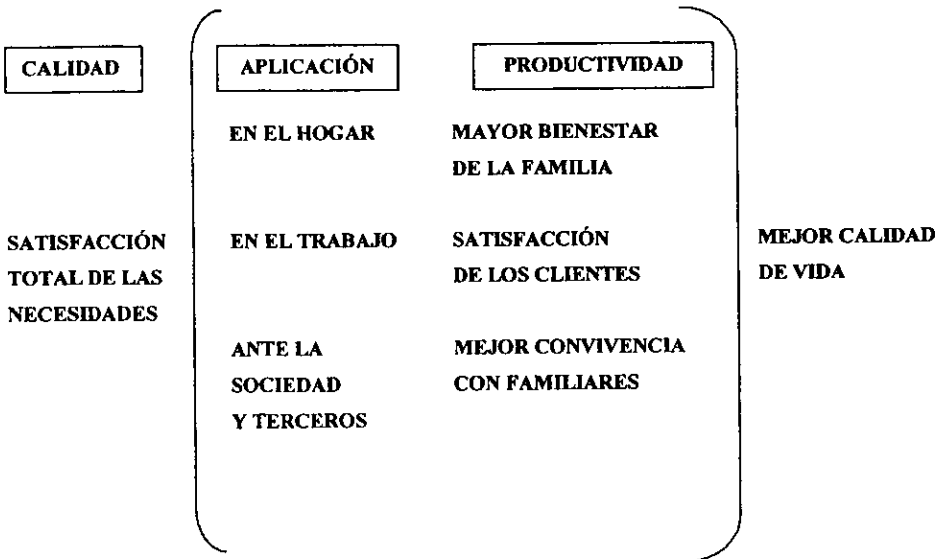 CALIDAD
APLICACIÓN
PRODUCTIVIDAD
EN EL HOGAR
MAYOR BIENESTAR
DE LA FAMILIA
SATISFACCIÓN
TOTAL DE LAS
NECESIDADES
EN EL TRABAJO
SATISFACCIÓN
DE LOS CLIENTES
MEJOR CALIDAD
DE VIDA
ANTE LA
SOCIEDAD
Y TERCEROS
MEJOR CONVIVENCIA
CON FAMILIARES